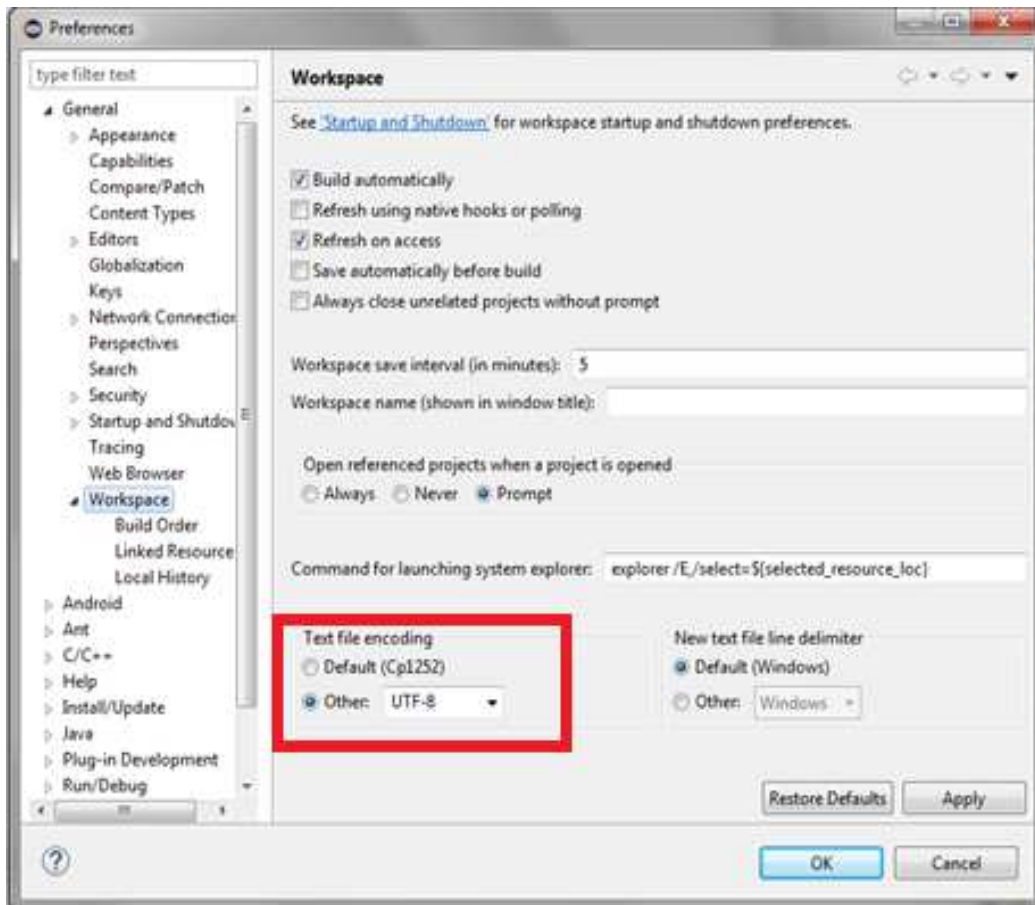 Preferences
type filter text
General
Appearance
Capabilities
Compare/Patch
Content Types
Editors
Globalization
Keys
Network Connection
Perspectives
Search
Security
Startup and Shutdov
Tracing
Web Browser
Workspace
Build Order
Linked Resource
Local History
Android
Ant
C/C++
Help
Install/Update
Java
Plug-in Development
Run/Debug
Workspace
See 'Startup and Shutdown' for workspace startup and shutdown preferences.
Build automatically
Refresh using native hooks or polling
Refresh on access
Save automatically before build
Always close unrelated projects without prompt
Workspace save interval (in minutes): 5
Workspace name (shown in window title):
Open referenced projects when a project is opened
Always Never Prompt
Command for launching system explorer: explorer /E,/select=${selected_resource_loc}
Text file encoding
Default (Cp1252)
Other: UTF-8
New text file line delimiter
Default (Windows)
Other: Windows
Restore Defaults Apply
OK Cancel